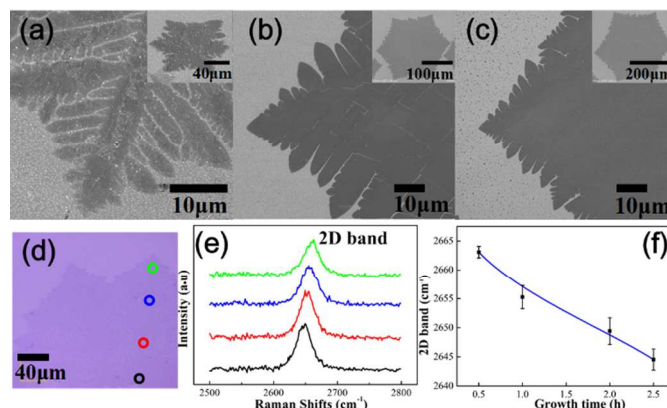 (a)
40μm
10μm
(b)
100μm
10μm
(c)
200μm
10μm
(d)
40μm
(e)
2D band
Intensity (a.u)
2500 2600 2700 2800
Raman Shifts (cm-1)
(f)
2D band (cm-1)
2665
2660
2655
2650
2645
2640
0.5 1.0 1.5 2.0 2.5
Growth time (h)